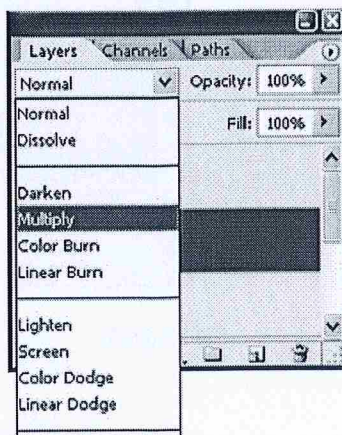 Layers Channels Paths
Normal Opacity: 100%
Normal Fill: 100%
Dissolve
Darken
Multiply
Color Burn
Linear Burn
Lighten
Screen
Color Dodge
Linear Dodge